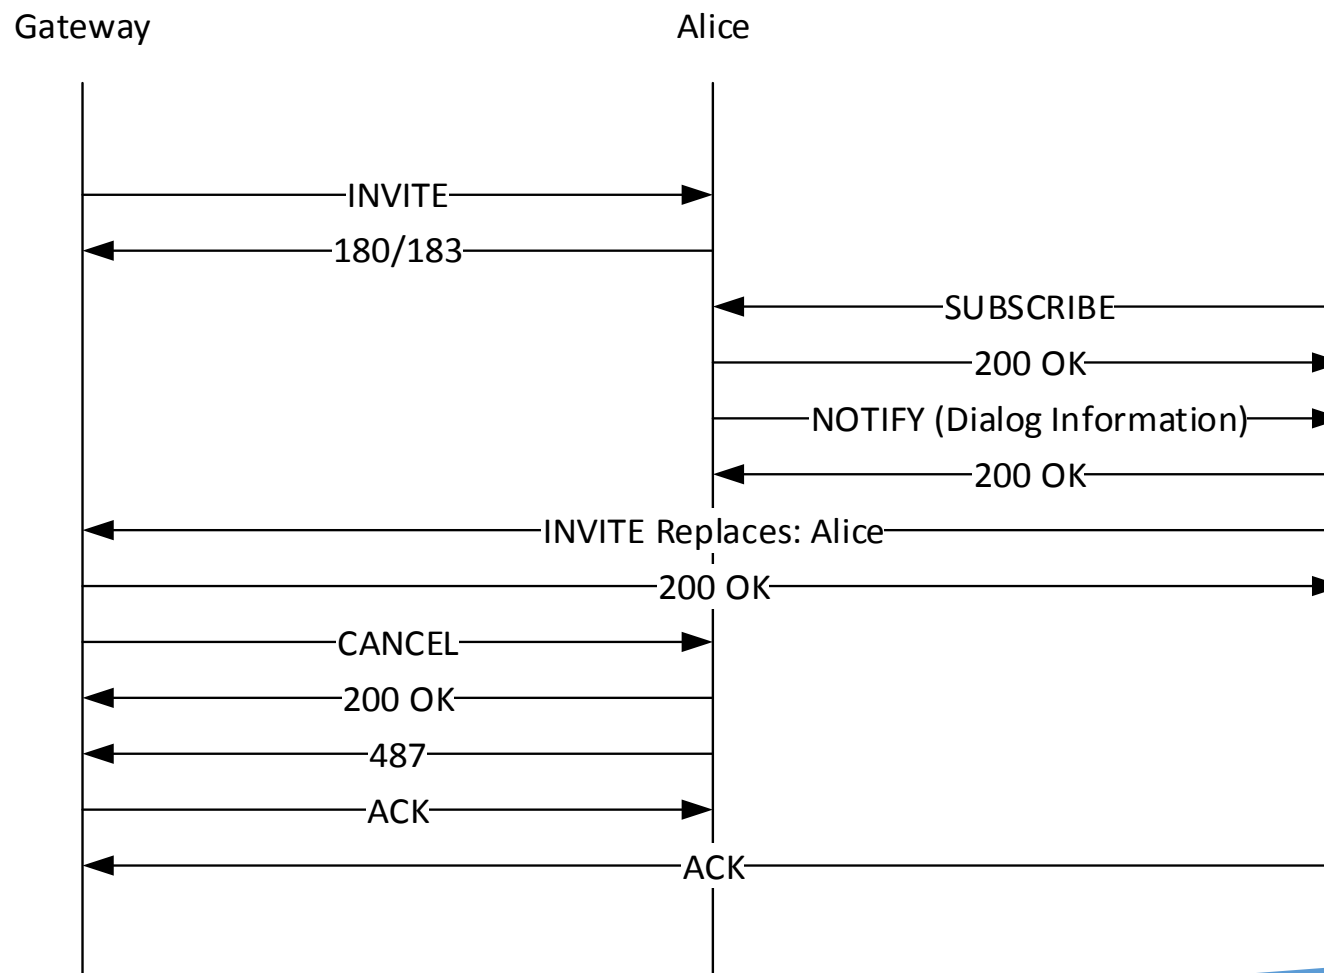 Gateway
Alice
INVITE
180/183
SUBSCRIBE
200 OK
NOTIFY (Dialog Information)
200 OK
INVITE Replaces: Alice
200 OK
CANCEL
200 OK
487
ACK
ACK